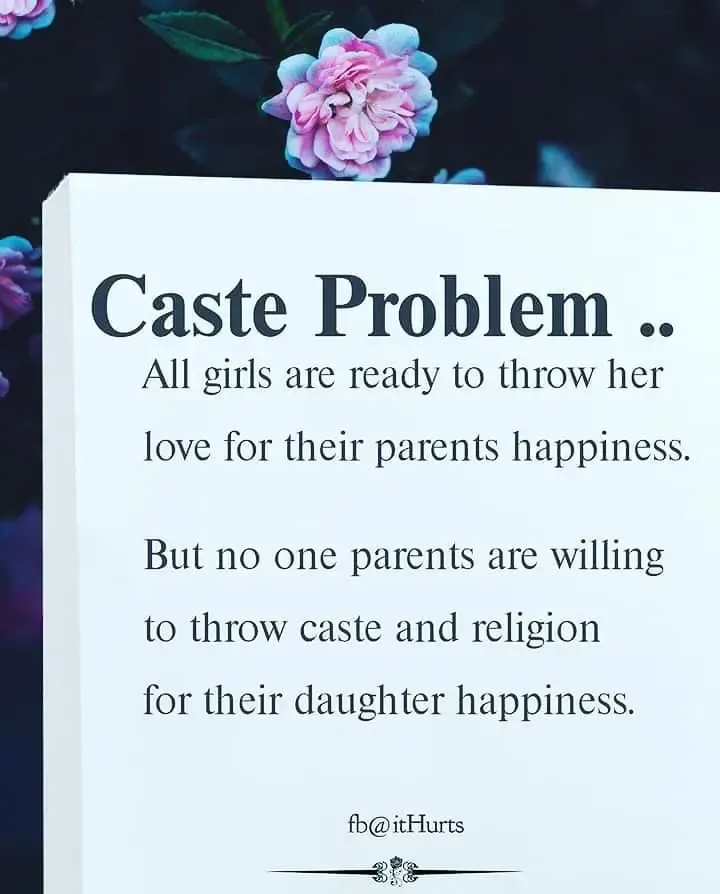 Caste Problem ..
All girls are ready to throw her
love for their parents happiness.
But no one parents are willing
to throw caste and religion
for their daughter happiness.
fb@itHurts